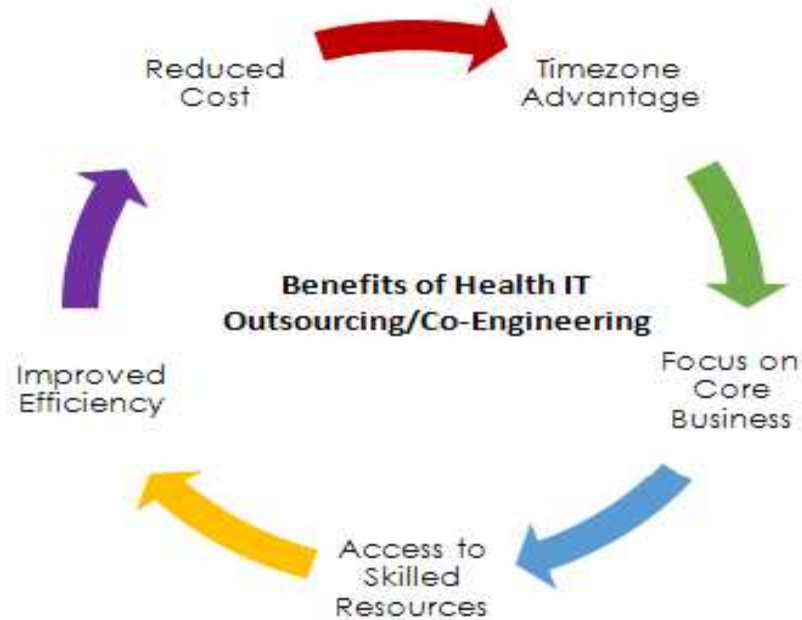 Reduced
Cost
Timezone
Advantage
Benefits of Health IT
Outsourcing/Co-Engineering
Focus on
Core
Business
Improved
Efficiency
Access to
Skilled
Resources